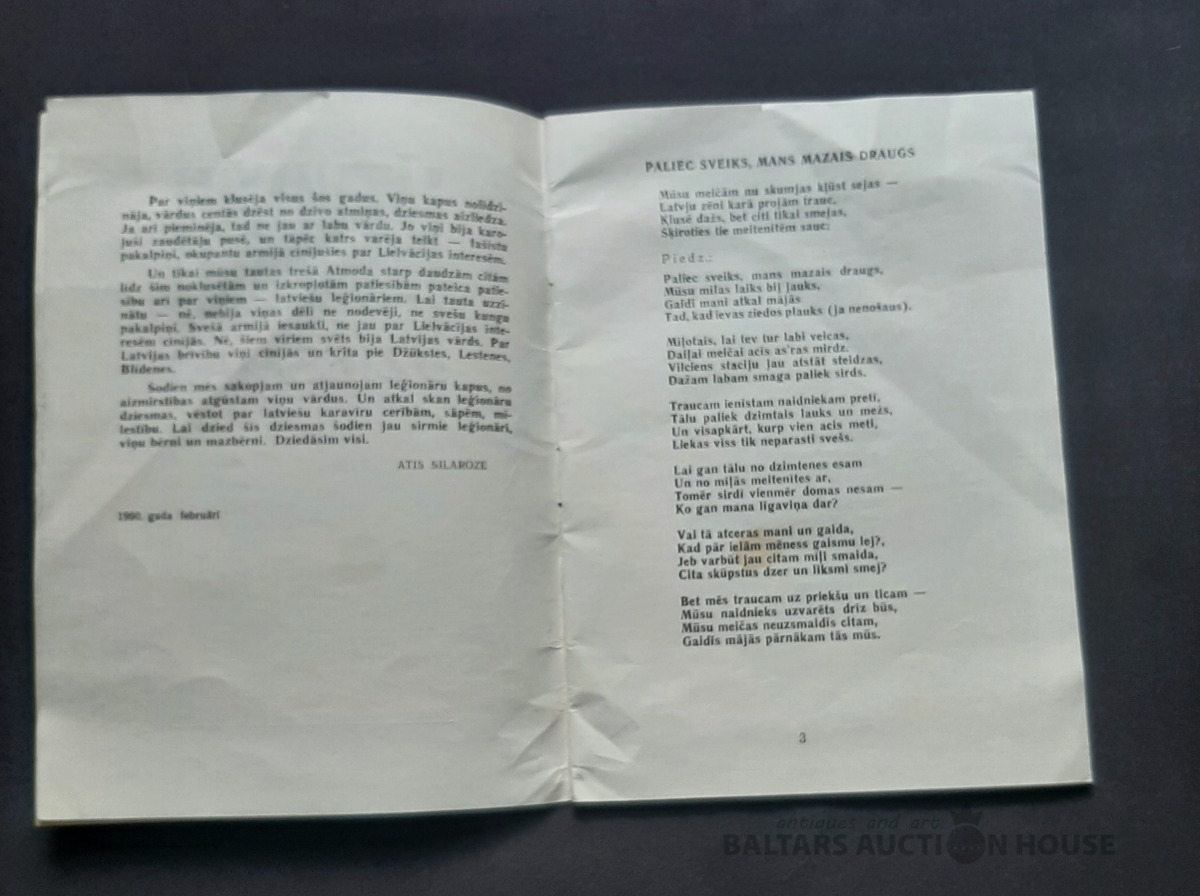 Par viņiem klusēja visus šos gadus. Viņu kapus nolīdzi-
nāja, vārdus centās dzēst no dzīvo atmiņas, dziesmas aizliedza.
Ja arī pieminēja, tad ne jau ar labu vārdu. Jo viņi bija karo-
juši zaudētāju pusē, un tāpēc katrs varēja teikt — fašistu
pakalpiņi, okupantu armijā cīnījušies par Lielvācijas interesēm.
Un tikai mūsu tautas trešā Atmoda starp daudzām citām
līdz šim noklusētām un izkropļotām patiesībām pateica patie-
sību arī par viņiem — latviešu leģionāriem. Lai tauta uzzi-
nātu — nē, nebija viņas dēli ne nodevēji, ne svešu kungu
pakalpiņi. Svešā armijā iesaukti, ne jau par Lielvācijas inte-
resēm cīnījās. Nē, šiem vīriem svēts bija Latvijas vārds. Par
Latvijas brīvību viņi cīnījās un krita pie Džūkstes, Lestenes,
Blīdenes.
Šodien mēs sakopjam un atjaunojam leģionāru kapus, no
aizmirstības atgūstam viņu vārdus. Un atkal skan leģionāru
dziesmas, vēstot par latviešu karavīru cerībām, sāpēm, mī-
lestību. Lai dzied šīs dziesmas šodien jau sirmie leģionāri,
viņu bērni un mazbērni. Dziedāsim visi.
ATIS SILAROZE
1990. gada februārī
PALIEC SVEIKS, MANS MAZAIS DRAUGS
Mūsu meičām nu skumjas kļūst sejas —
Latvju zēni karā projām trauc,
Klusē dažs, bet citi tikai smejas,
Šķiroties tie meitenītēm sauc:
Piedz.:
Paliec sveiks, mans mazais draugs,
Mūsu mīlas laiks bij jauks,
Gaidi mani atkal mājās
Tad, kad ievas ziedos plauks (ja nenošaus).
Mīļotais, lai tev tur labi veicas,
Daiļai meičai acīs as'ras mirdz.
Vilciens staciju jau atstāt steidzas,
Dažam labam smaga paliek sirds.
Traucam ienīstam naidniekam pretī,
Tālu paliek dzimtais lauks un mežs,
Un visapkārt, kurp vien acis metī,
Liekas viss tik neparasti svešs.
Lai gan tālu no dzimtenes esam
Un no mīļās meitenītes ar,
Tomēr sirdī vienmēr domas nesam —
Ko gan mana līgaviņa dar?
Vai tā atceras mani un gaida,
Kad pār ielām mēness gaismu lej?,
Jeb varbūt jau citam mīļi smaida,
Cita skūpstus dzer un līksmi smej?
Bet mēs traucam uz priekšu un ticam —
Mūsu naidnieks uzvarēts drīz būs,
Mūsu meičas neuzsmaidīs citam,
Gaidīs mājās pārnākam tās mūs.
3
antiques and art
BALTARS AUCTION HOUSE